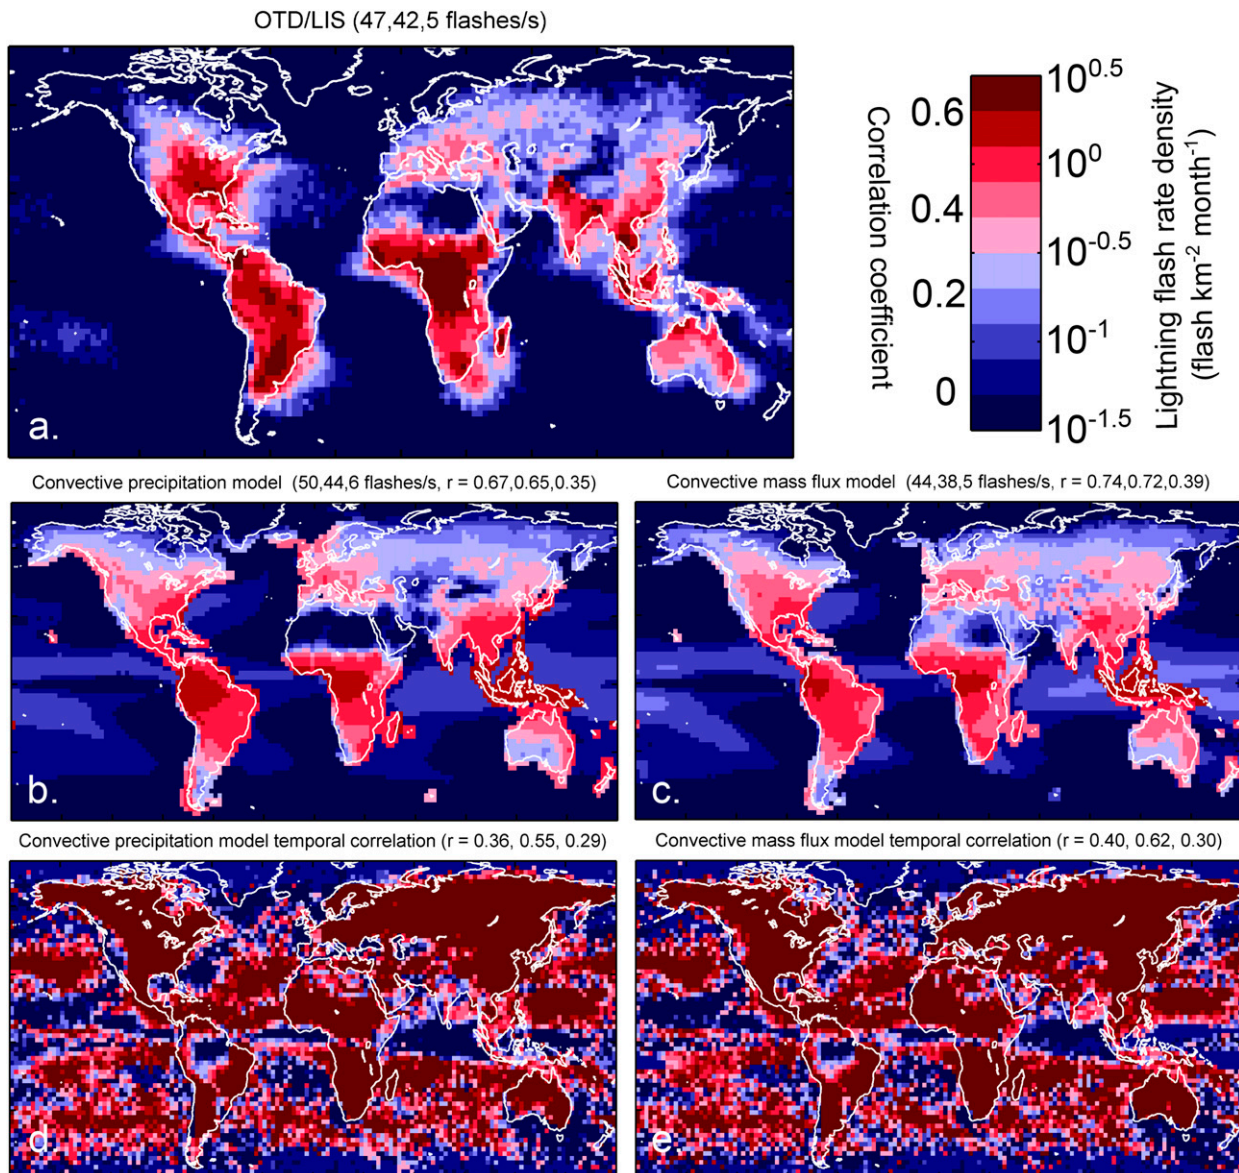 OTD/LIS (47,42,5 flashes/s)
a.
Correlation coefficient
0.6
0.4
0.2
0
10^0.5
10^0
10^-0.5
10^-1
10^-1.5
Lightning flash rate density
(flash km^-2 month^-1)
Convective precipitation model (50,44,6 flashes/s, r = 0.67,0.65,0.35)
Convective mass flux model (44,38,5 flashes/s, r = 0.74,0.72,0.39)
b.
c.
Convective precipitation model temporal correlation (r = 0.36, 0.55, 0.29)
Convective mass flux model temporal correlation (r = 0.40, 0.62, 0.30)
d
e